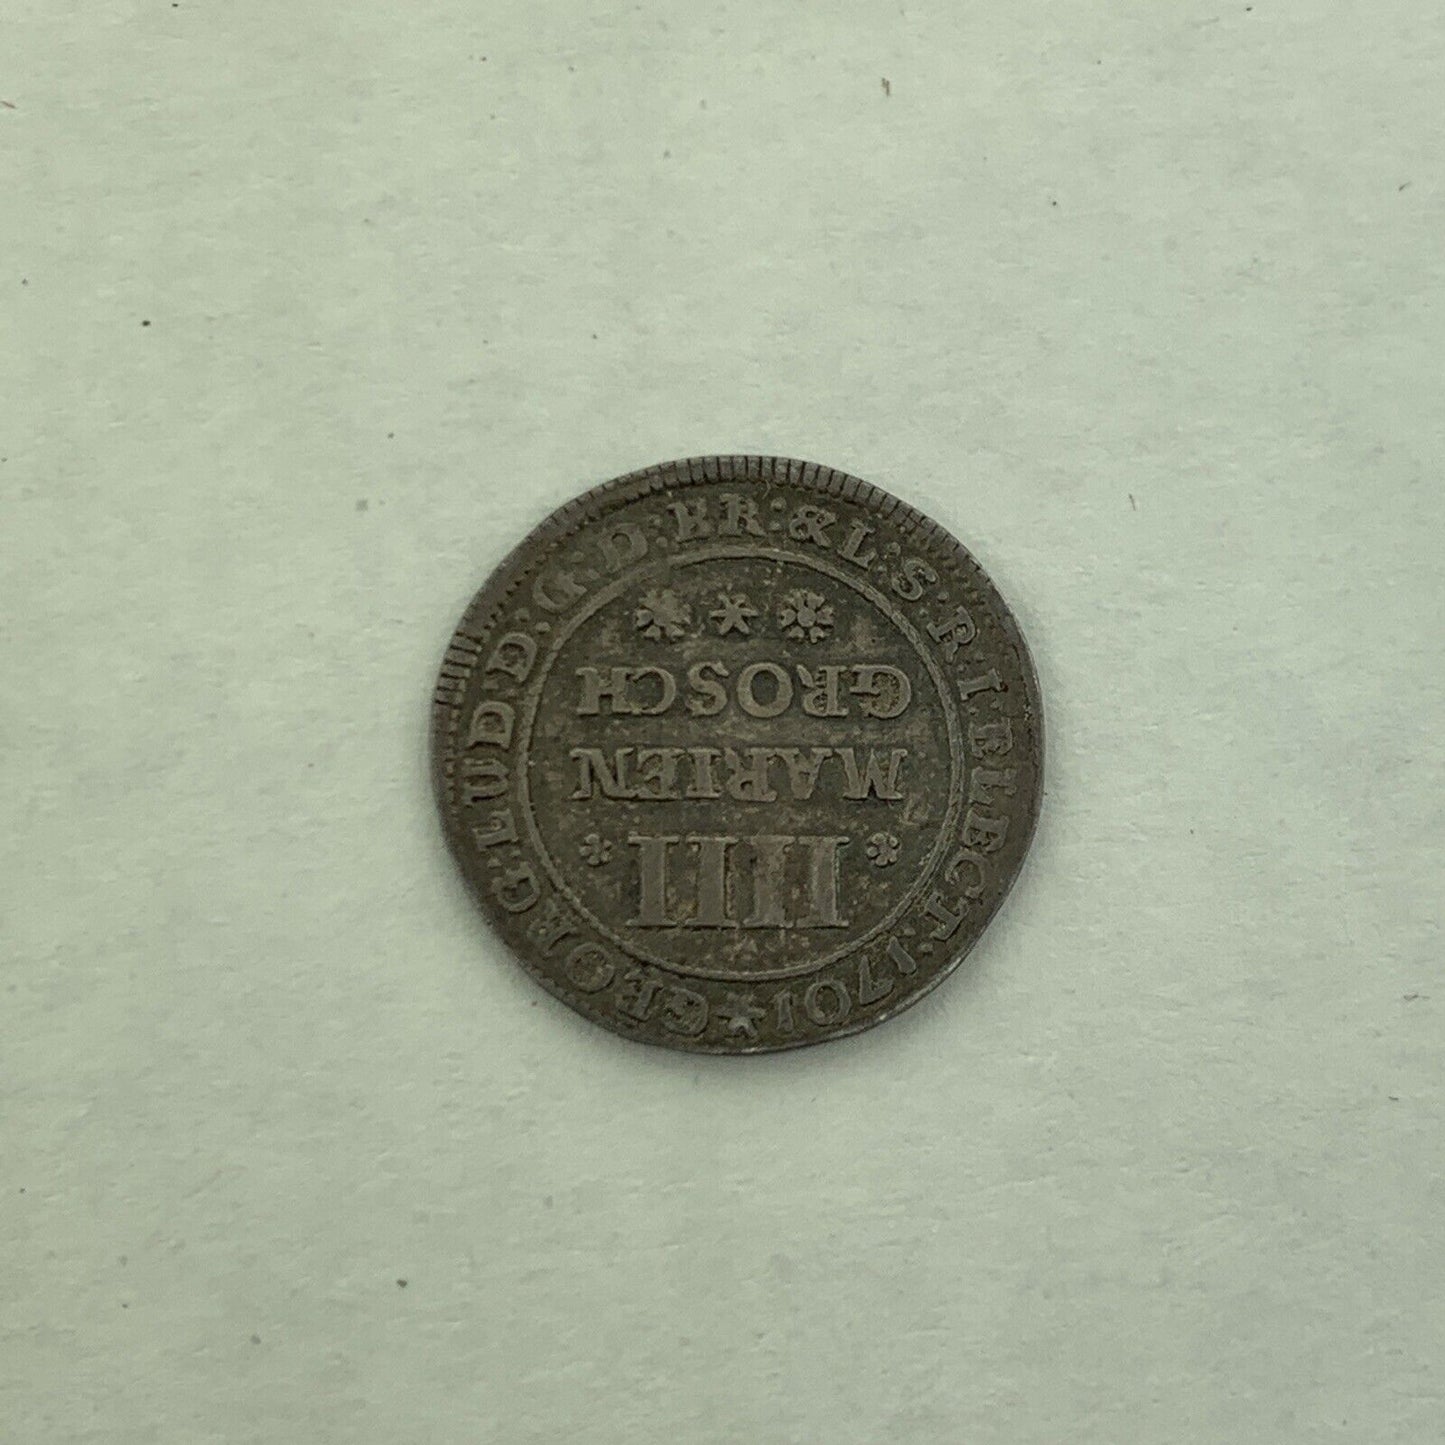 IIII
MARIEN
GROSCH
GEORG:LUD·D:G·D:BR:&L:S:R·I·ELECT·1701